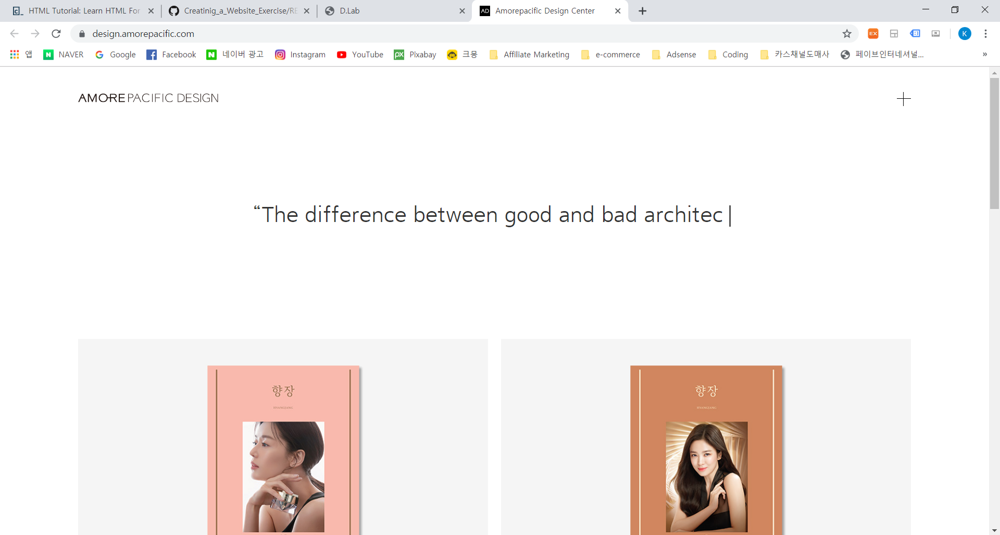 HTML Tutorial: Learn HTML For
Creatinig_a_Website_Exercise/RE
D.Lab
AD Amorepacific Design Center
design.amorepacific.com
EX
K
앱
N NAVER
G Google
f Facebook
N 네이버 광고
Instagram
YouTube
px Pixabay
크몽
Affiliate Marketing
e-commerce
Adsense
Coding
카스채널도매사
페이브인터네셔널...
»
AMOREPACIFIC DESIGN
“The difference between good and bad architec|
향장
HYANGJANG
향장
HYANGJANG